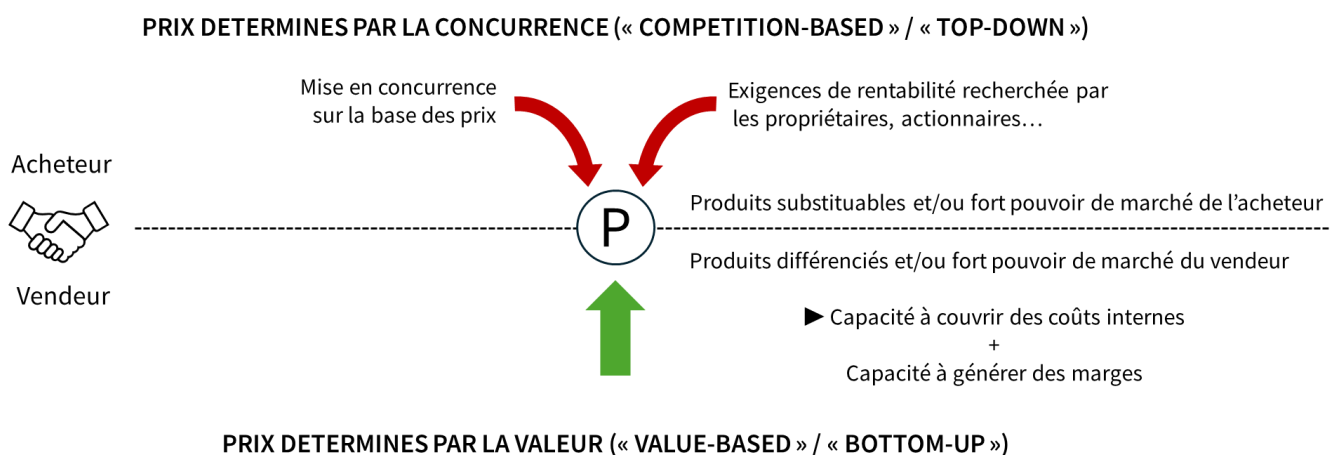 PRIX DETERMINES PAR LA CONCURRENCE (« COMPETITION-BASED » / « TOP-DOWN »)
Mise en concurrence
sur la base des prix
Exigences de rentabilité recherchée par
les propriétaires, actionnaires…
Acheteur
P
Produits substituables et/ou fort pouvoir de marché de l’acheteur
Produits différenciés et/ou fort pouvoir de marché du vendeur
Vendeur
► Capacité à couvrir des coûts internes
+
Capacité à générer des marges
PRIX DETERMINES PAR LA VALEUR (« VALUE-BASED » / « BOTTOM-UP »)